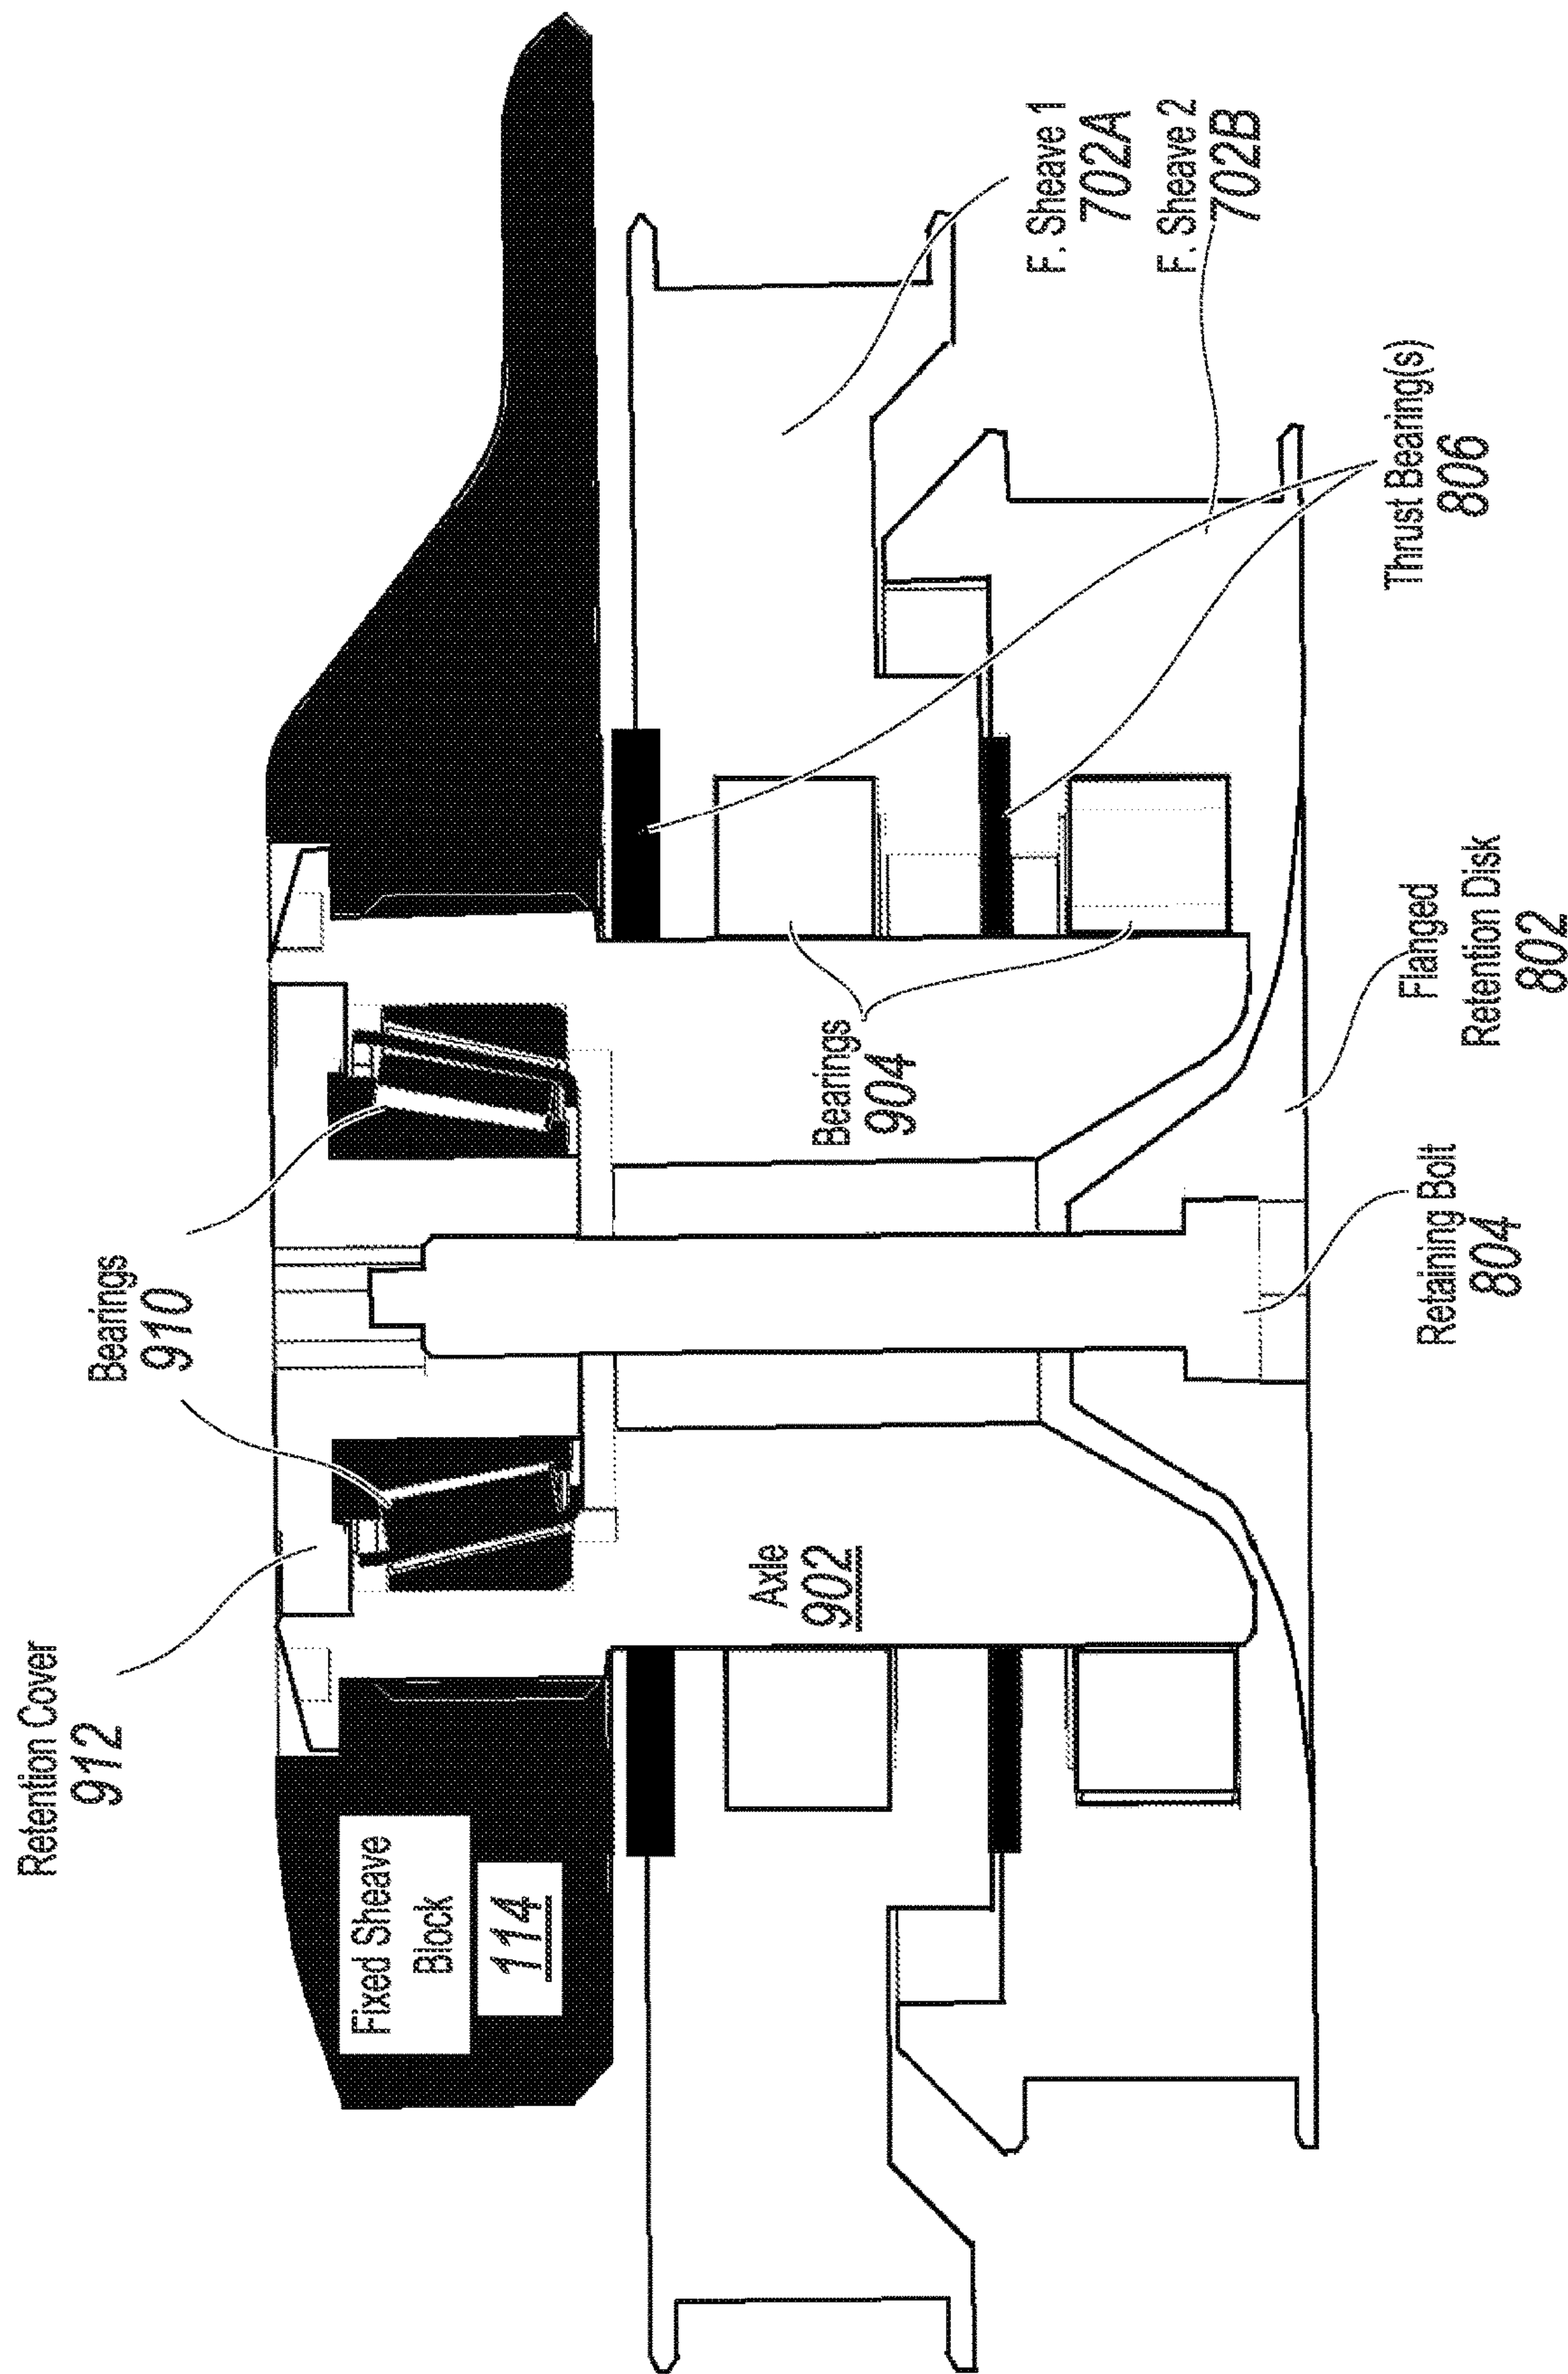 Retention Cover
912
Bearings
910
Fixed Sheave
Block
114
Axle
902
Bearings
904
F. Sheave 1
702A
F. Sheave 2
702B
Thrust Bearing(s)
806
Flanged
Retention Disk
802
Retaining Bolt
804